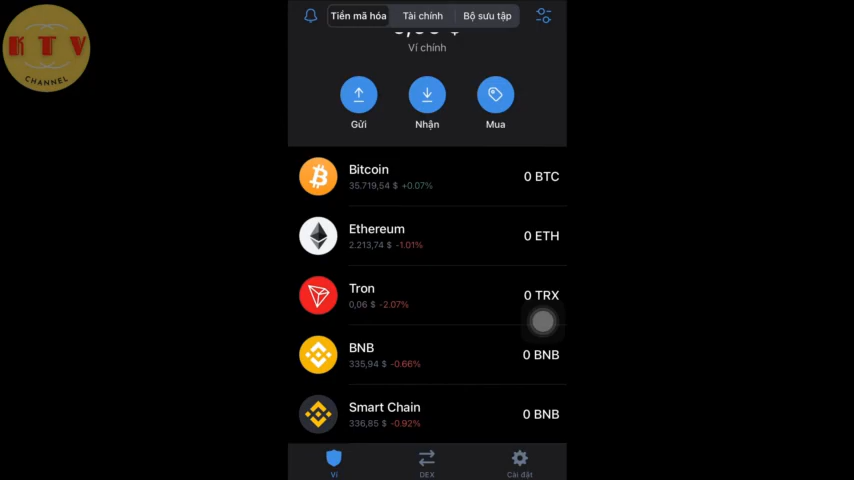 KTV
CHANNEL
Tiền mã hóa
Tài chính
Bộ sưu tập
Ví chính
Gửi
Nhận
Mua
Bitcoin
35.719,54 $ +0.07%
0 BTC
Ethereum
2.213,74 $ -1.01%
0 ETH
Tron
0,06 $ -2.07%
0 TRX
BNB
335,94 $ -0.66%
0 BNB
Smart Chain
336,85 $ -0.92%
0 BNB
Ví
DEX
Cài đặt